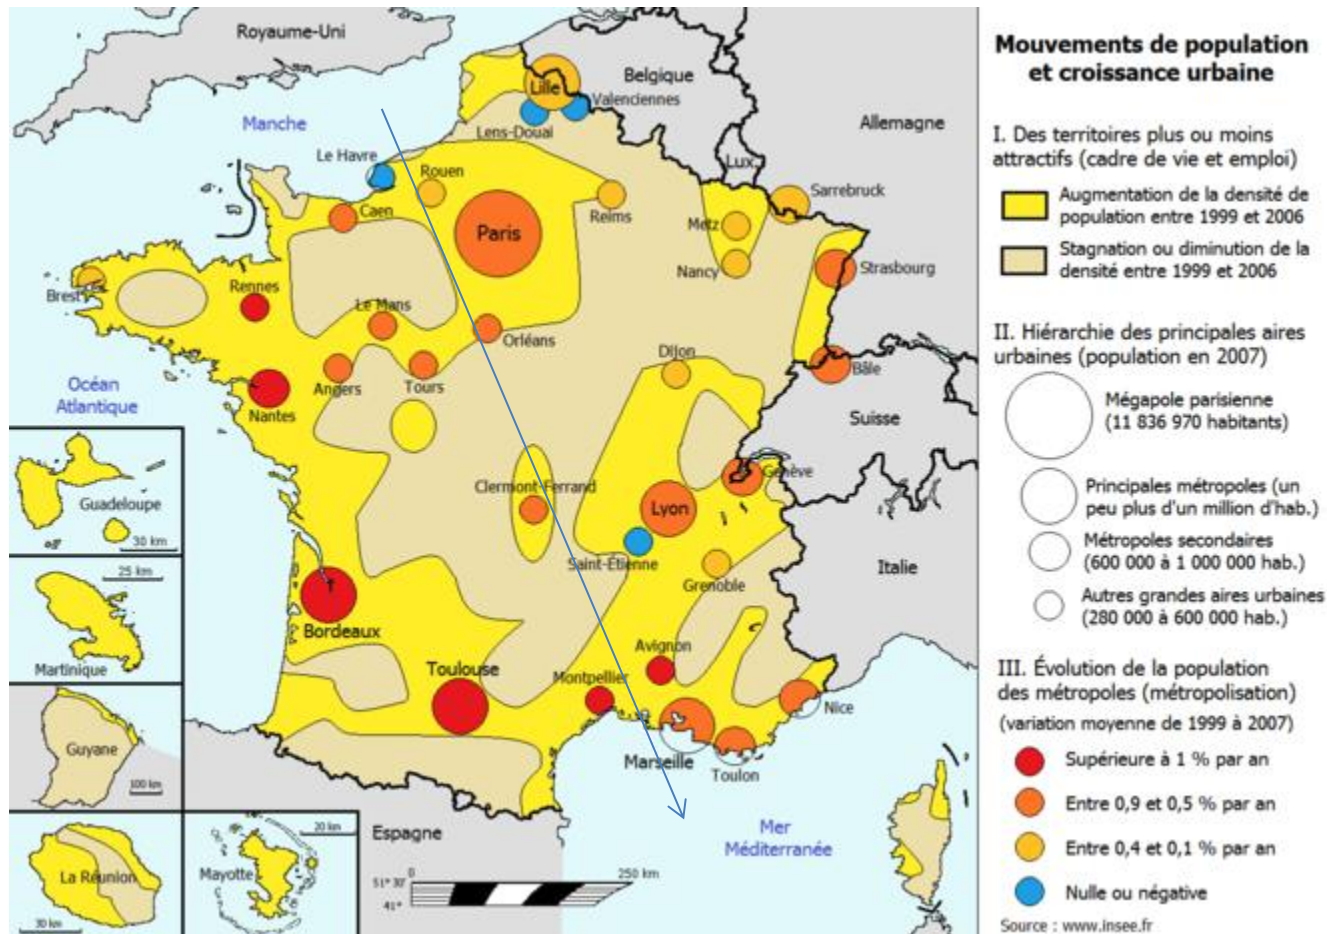 Royaume-Uni
Belgique
Lille
Valenciennes
Lens-Douai
Manche
Allemagne
Le Havre
Lux.
Rouen
Sarrebruck
Caen
Reims
Metz
Paris
Nancy
Strasbourg
Brest
Rennes
Le Mans
Orléans
Dijon
Bâle
Angers
Tours
Océan
Atlantique
Nantes
Suisse
Genève
Clermont-Ferrand
Lyon
Guadeloupe
30 km
Saint-Étienne
Italie
Grenoble
25 km
Bordeaux
Martinique
Avignon
Toulouse
Montpellier
Nice
Guyane
100 km
Marseille
Toulon
Espagne
Mer
Méditerranée
20 km
La Réunion
30 km
Mayotte
0
250 km
51° 30'
41°
Mouvements de population
et croissance urbaine
I. Des territoires plus ou moins
attractifs (cadre de vie et emploi)
Augmentation de la densité de
population entre 1999 et 2006
Stagnation ou diminution de la
densité entre 1999 et 2006
II. Hiérarchie des principales aires
urbaines (population en 2007)
Mégapole parisienne
(11 836 970 habitants)
Principales métropoles (un
peu plus d'un million d'hab.)
Métropoles secondaires
(600 000 à 1 000 000 hab.)
Autres grandes aires urbaines
(280 000 à 600 000 hab.)
III. Évolution de la population
des métropoles (métropolisation)
(variation moyenne de 1999 à 2007)
Supérieure à 1 % par an
Entre 0,9 et 0,5 % par an
Entre 0,4 et 0,1 % par an
Nulle ou négative
Source : www.insee.fr